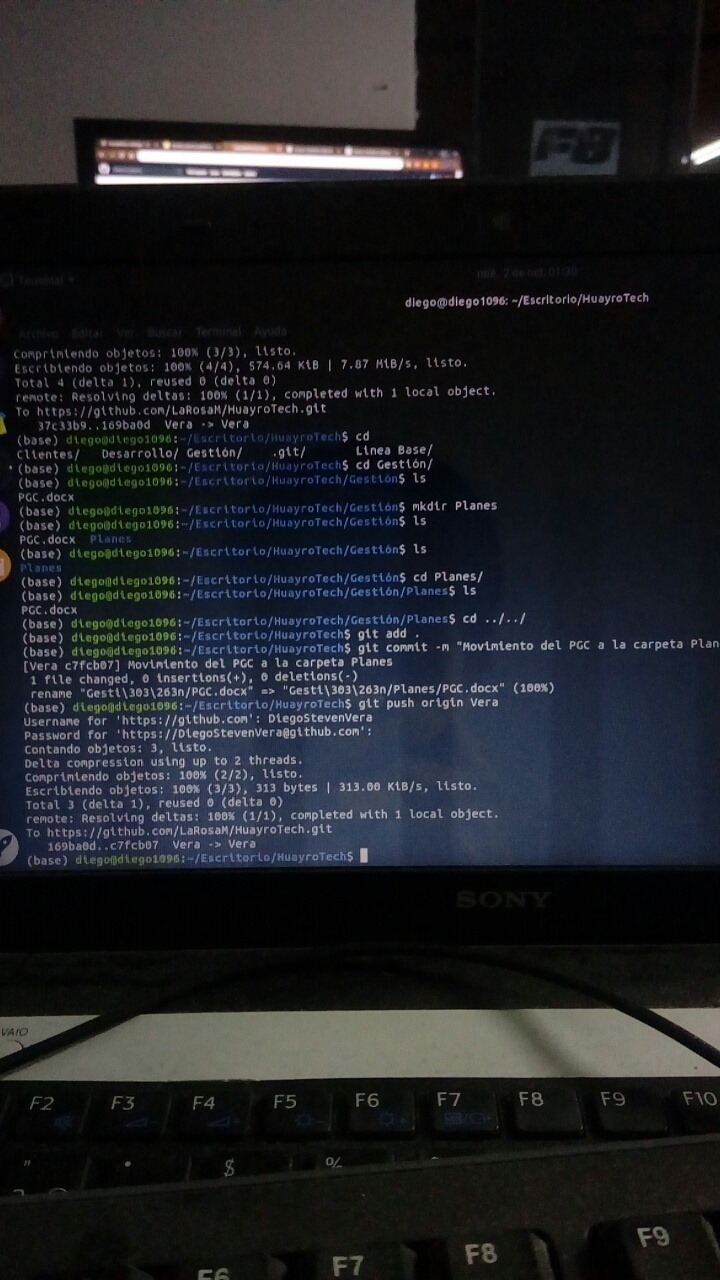 F8
Terminal
mié, 2 de oct, 01:38
diego@diego1096: ~/Escritorio/HuayroTech
Archivo Editar Ver Buscar Terminal Ayuda
Comprimiendo objetos: 100% (3/3), listo.
Escribiendo objetos: 100% (4/4), 574.64 KiB | 7.87 MiB/s, listo.
Total 4 (delta 1), reused 0 (delta 0)
remote: Resolving deltas: 100% (1/1), completed with 1 local object.
To https://github.com/LaRosaM/HuayroTech.git
37c33b9..169ba0d Vera -> Vera
(base) diego@diego1096:~/Escritorio/HuayroTech$ cd
Clientes/ Desarrollo/ Gestión/ .git/ Linea Base/
(base) diego@diego1096:~/Escritorio/HuayroTech$ cd Gestión/
(base) diego@diego1096:~/Escritorio/HuayroTech/Gestión$ ls
PGC.docx
(base) diego@diego1096:~/Escritorio/HuayroTech/Gestión$ mkdir Planes
(base) diego@diego1096:~/Escritorio/HuayroTech/Gestión$ ls
PGC.docx Planes
(base) diego@diego1096:~/Escritorio/HuayroTech/Gestión$ ls
Planes
(base) diego@diego1096:~/Escritorio/HuayroTech/Gestión$ cd Planes/
(base) diego@diego1096:~/Escritorio/HuayroTech/Gestión/Planes$ ls
PGC.docx
(base) diego@diego1096:~/Escritorio/HuayroTech/Gestión/Planes$ cd ../../
(base) diego@diego1096:~/Escritorio/HuayroTech$ git add .
(base) diego@diego1096:~/Escritorio/HuayroTech$ git commit -m "Movimiento del PGC a la carpeta Plan
[Vera c7fcb07] Movimiento del PGC a la carpeta Planes
1 file changed, 0 insertions(+), 0 deletions(-)
rename "Gesti\303\263n/PGC.docx" => "Gesti\303\263n/Planes/PGC.docx" (100%)
(base) diego@diego1096:~/Escritorio/HuayroTech$ git push origin Vera
Username for 'https://github.com': DiegoStevenVera
Password for 'https://DiegoStevenVera@github.com':
Contando objetos: 3, listo.
Delta compression using up to 2 threads.
Comprimiendo objetos: 100% (2/2), listo.
Escribiendo objetos: 100% (3/3), 313 bytes | 313.00 KiB/s, listo.
Total 3 (delta 1), reused 0 (delta 0)
remote: Resolving deltas: 100% (1/1), completed with 1 local object.
To https://github.com/LaRosaM/HuayroTech.git
169ba0d..c7fcb07 Vera -> Vera
(base) diego@diego1096:~/Escritorio/HuayroTech$
SONY
VAIO
F2 F3 F4 F5 F6 F7 F8 F9 F10
" · $ %
F6 F7 F8 F9